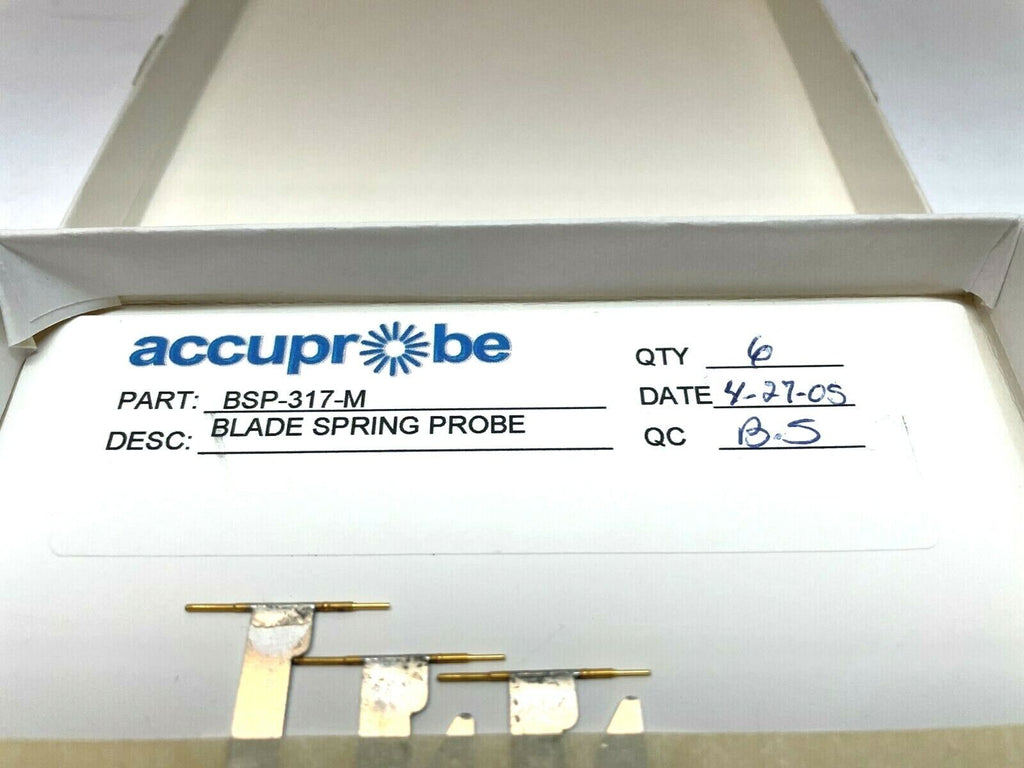 accuprobe
PART: BSP-317-M
DESC: BLADE SPRING PROBE
QTY 6
DATE 4-27-05
QC B.S